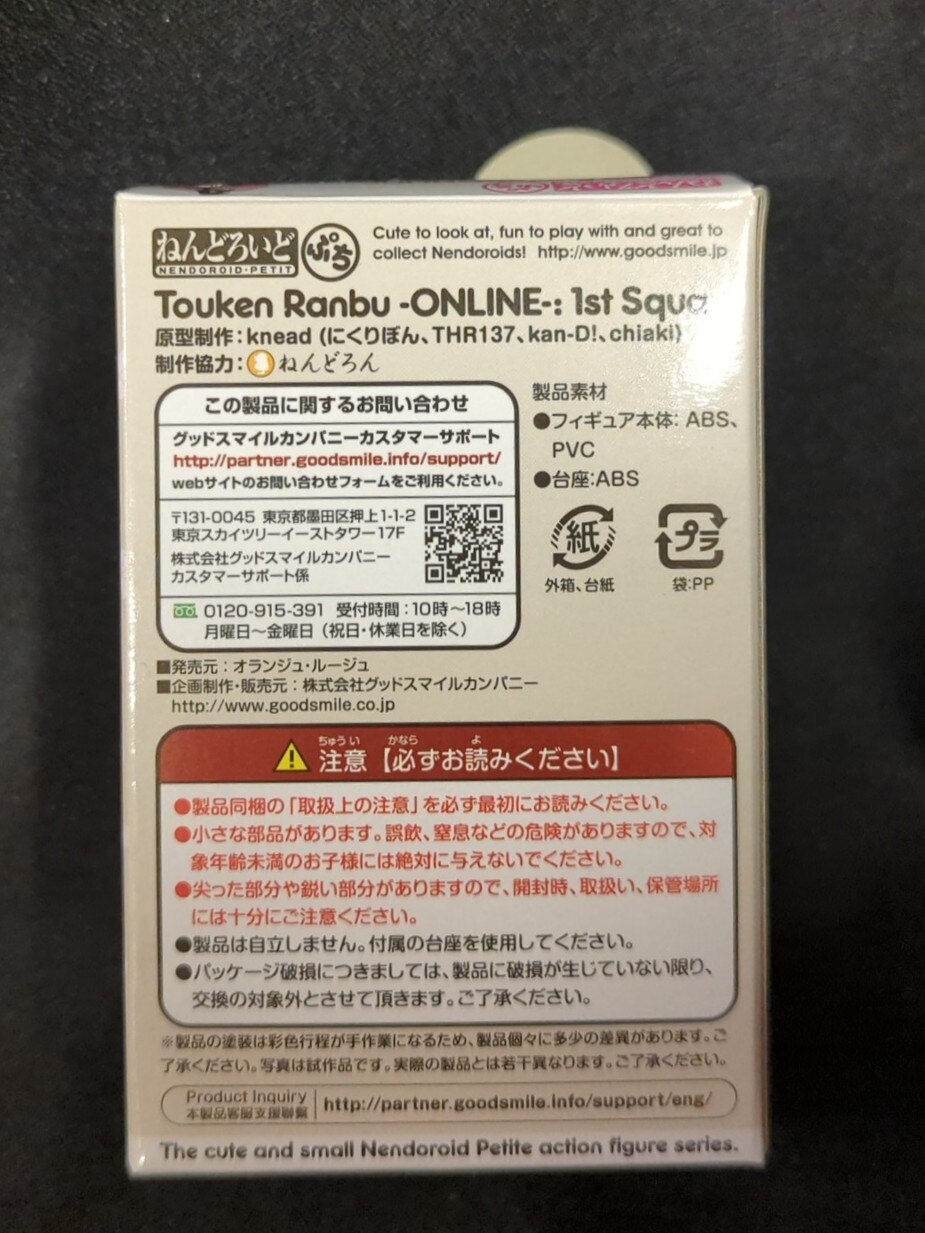 ねんどろいど
NENDOROID·PETIT
ぷち
Cute to look at, fun to play with and great to
collect Nendoroids! http://www.goodsmile.jp
Touken Ranbu -ONLINE-: 1st Squa
原型制作：knead (にくりぽん、THR137、kan-D!、chiaki)
制作協力：ねんどろん
この製品に関するお問い合わせ
グッドスマイルカンパニーカスタマーサポート
http://partner.goodsmile.info/support/
webサイトのお問い合わせフォームをご利用ください。
〒131-0045 東京都墨田区押上1-1-2
東京スカイツリーイーストタワー17F
株式会社グッドスマイルカンパニー
カスタマーサポート係
0120-915-391 受付時間：10時～18時
月曜日～金曜日（祝日・休業日を除く）
製品素材
●フィギュア本体：ABS、
PVC
●台座：ABS
紙
外箱、台紙
プラ
袋：PP
■発売元：オランジュ・ルージュ
■企画制作・販売元：株式会社グッドスマイルカンパニー
http://www.goodsmile.co.jp
ちゅうい かなら よ
注意【必ずお読みください】
●製品同梱の「取扱上の注意」を必ず最初にお読みください。
●小さな部品があります。誤飲、窒息などの危険がありますので、対
象年齢未満のお子様には絶対に与えないでください。
●尖った部分や鋭い部分がありますので、開封時、取扱い、保管場所
には十分にご注意ください。
●製品は自立しません。付属の台座を使用してください。
●パッケージ破損につきましては、製品に破損が生じていない限り、
交換の対象外とさせて頂きます。ご了承ください。
※製品の塗装は彩色行程が手作業になるため、製品個々に多少の差異があります。ご
了承ください。写真は試作品です。実際の製品とは若干異なります。ご了承ください。
Product Inquiry
http://partner.goodsmile.info/support/eng/
The cute and small Nendoroid Petite action figure series.